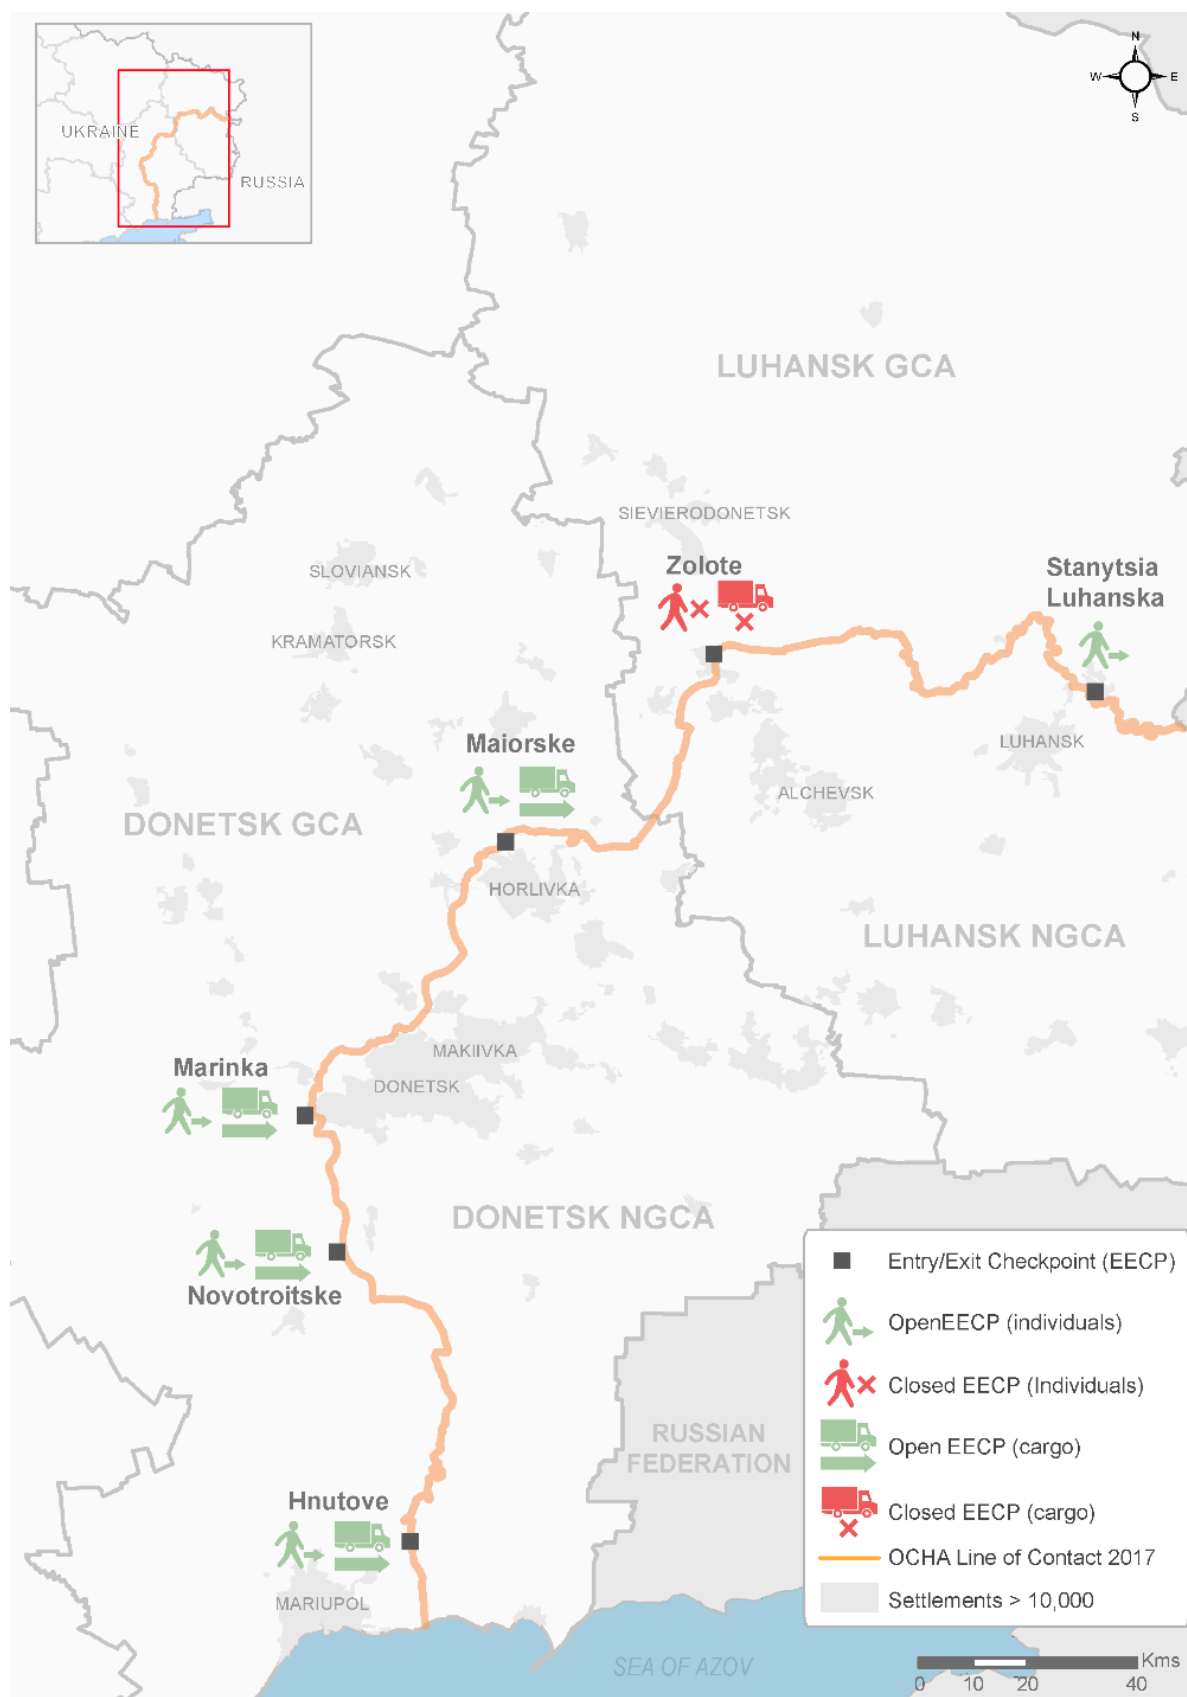 N
W
E
S
UKRAINE
RUSSIA
LUHANSK GCA
SIEVIERODONETSK
Zolote
Stanytsia
Luhanska
SLOVIANSK
KRAMATORSK
Maiorske
LUHANSK
ALCHEVSK
DONETSK GCA
HORLIVKA
LUHANSK NGCA
MAKIIVKA
Marinka
DONETSK
DONETSK NGCA
Novotroitske
RUSSIAN
FEDERATION
Hnutove
MARIUPOL
SEA OF AZOV
Entry/Exit Checkpoint (EECP)
OpenEECP (individuals)
Closed EECP (Individuals)
Open EECP (cargo)
Closed EECP (cargo)
OCHA Line of Contact 2017
Settlements > 10,000
Kms
0 10 20 40